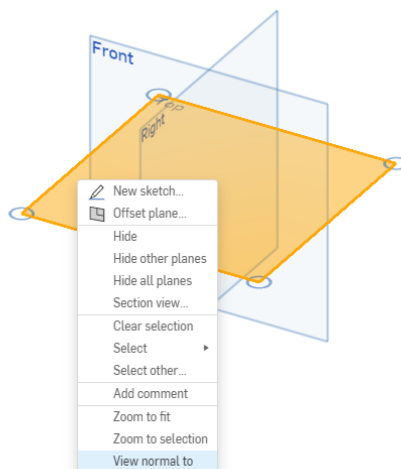 Front
Top
Right
New sketch...
Offset plane...
Hide
Hide other planes
Hide all planes
Section view...
Clear selection
Select
Select other...
Add comment
Zoom to fit
Zoom to selection
View normal to